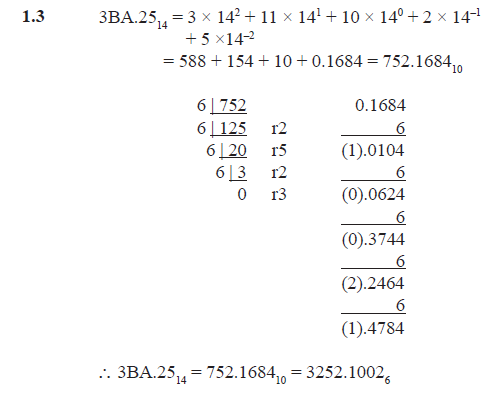 1.3 3BA.25₁₄ = 3 × 14² + 11 × 14¹ + 10 × 14⁰ + 2 × 14⁻¹
+ 5 ×14⁻²
= 588 + 154 + 10 + 0.1684 = 752.1684₁₀
6 | 752 0.1684
6 | 125 r2 6
6 | 20 r5 (1).0104
6 | 3 r2 6
0 r3 (0).0624
6
(0).3744
6
(2).2464
6
(1).4784
∴ 3BA.25₁₄ = 752.1684₁₀ = 3252.1002₆